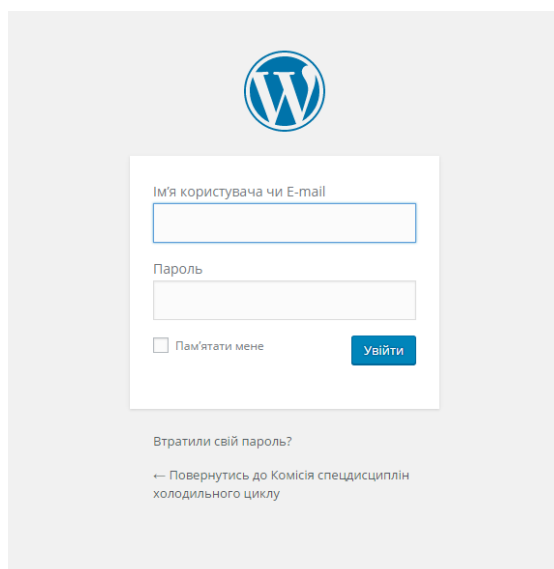 Ім'я користувача чи E-mail
Пароль
Пам'ятати мене
Увійти
Втратили свій пароль?
← Повернутись до Комісія спецдисциплін
холодильного циклу